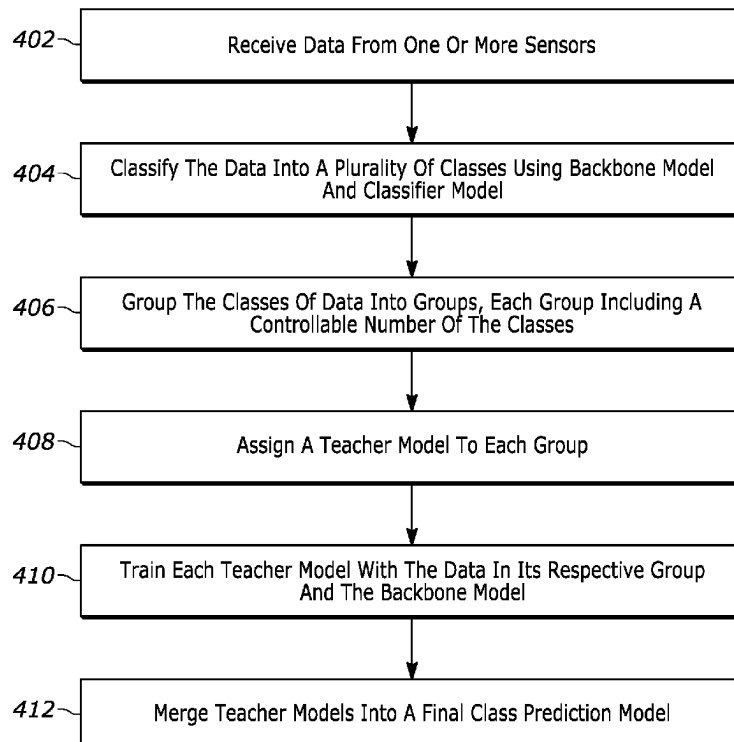 402
Receive Data From One Or More Sensors
404
Classify The Data Into A Plurality Of Classes Using Backbone Model
And Classifier Model
406
Group The Classes Of Data Into Groups, Each Group Including A
Controllable Number Of The Classes
408
Assign A Teacher Model To Each Group
410
Train Each Teacher Model With The Data In Its Respective Group
And The Backbone Model
412
Merge Teacher Models Into A Final Class Prediction Model